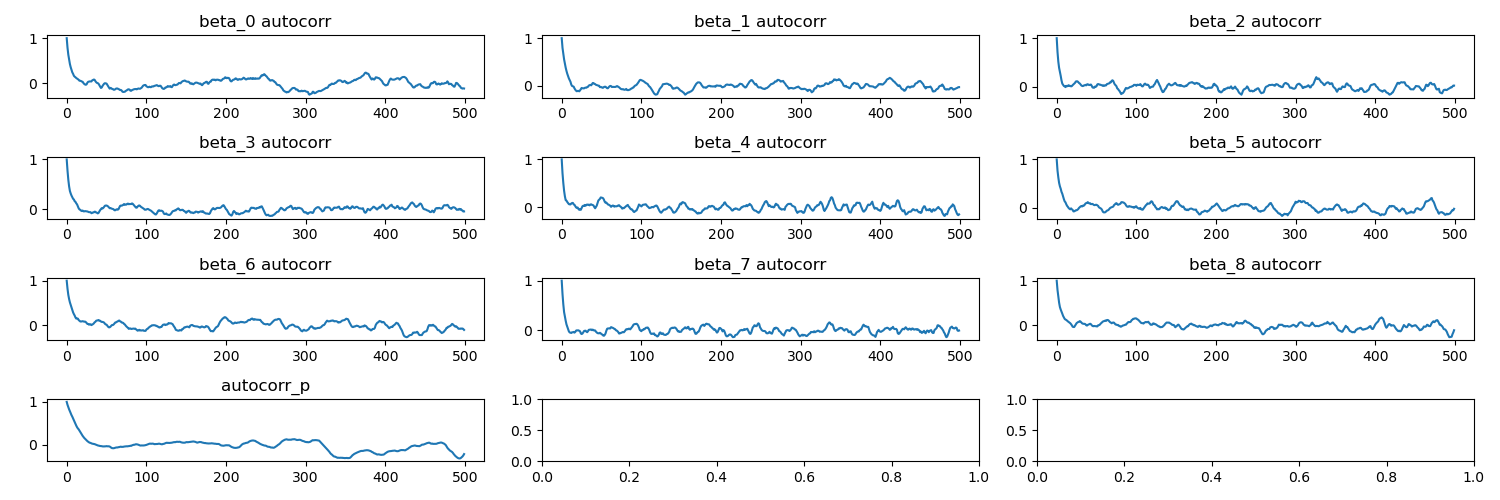 beta_0 autocorr beta_1 autocorr beta_2 autocorr
1 1 1
0 0 0
0 100 200 300 400 500 0 100 200 300 400 500 0 100 200 300 400 500
beta_3 autocorr beta_4 autocorr beta_5 autocorr
1 1 1
0 0 0
0 100 200 300 400 500 0 100 200 300 400 500 0 100 200 300 400 500
beta_6 autocorr beta_7 autocorr beta_8 autocorr
1 1 1
0 0 0
0 100 200 300 400 500 0 100 200 300 400 500 0 100 200 300 400 500
autocorr_p
1 1.0 1.0
0.5 0.5
0 0.0 0.0
0 100 200 300 400 500 0.0 0.2 0.4 0.6 0.8 1.0 0.0 0.2 0.4 0.6 0.8 1.0